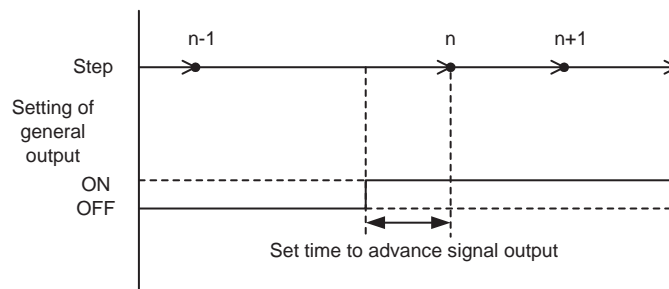 n-1
n
n+1
Step
Setting of
general
output
ON
OFF
Set time to advance signal output